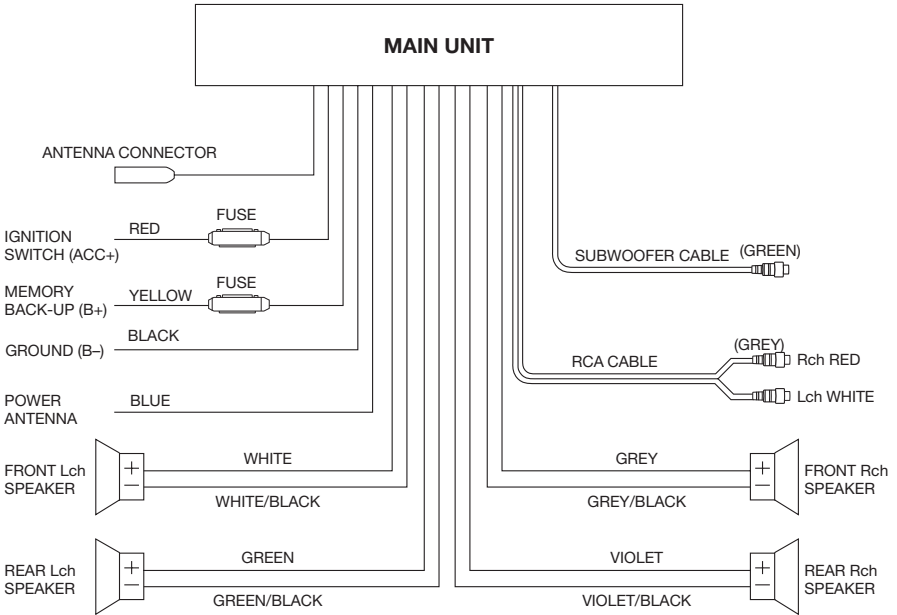 MAIN UNIT
ANTENNA CONNECTOR
IGNITION
SWITCH (ACC+)
RED
FUSE
MEMORY
BACK-UP (B+)
YELLOW
FUSE
GROUND (B–)
BLACK
POWER
ANTENNA
BLUE
SUBWOOFER CABLE (GREEN)
RCA CABLE
(GREY)
Rch RED
Lch WHITE
FRONT Lch
SPEAKER
+
–
WHITE
WHITE/BLACK
GREY
GREY/BLACK
+
–
FRONT Rch
SPEAKER
REAR Lch
SPEAKER
+
–
GREEN
GREEN/BLACK
VIOLET
VIOLET/BLACK
+
–
REAR Rch
SPEAKER